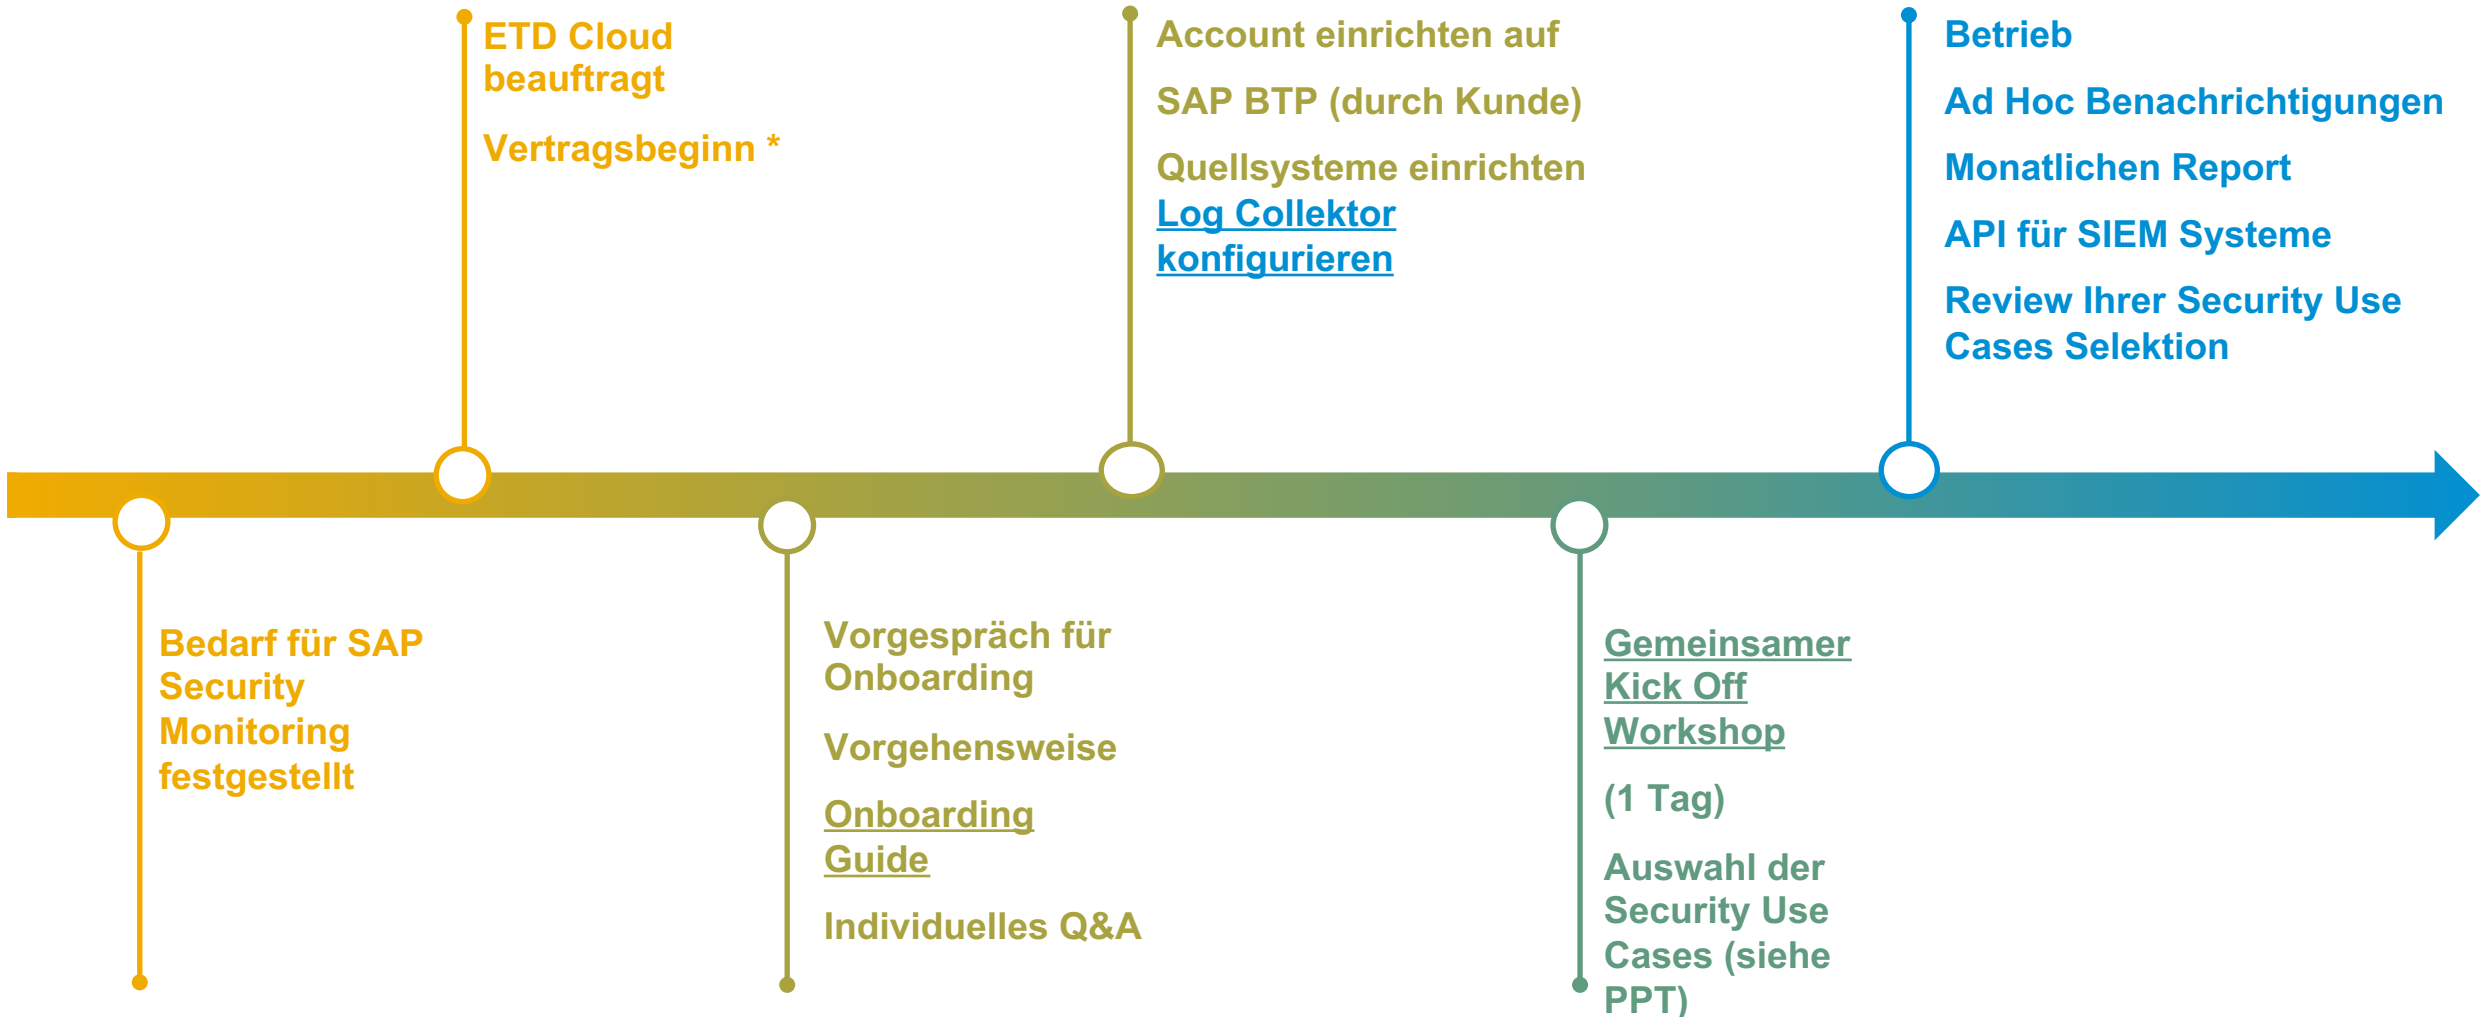 ETD Cloud
beauftragt
Vertragsbeginn *
Account einrichten auf
SAP BTP (durch Kunde)
Quellsysteme einrichten
Log Collektor
konfigurieren
Betrieb
Ad Hoc Benachrichtigungen
Monatlichen Report
API für SIEM Systeme
Review Ihrer Security Use
Cases Selektion
Bedarf für SAP
Security
Monitoring
festgestellt
Vorgespräch für
Onboarding
Vorgehensweise
Onboarding
Guide
Individuelles Q&A
Gemeinsamer
Kick Off
Workshop
(1 Tag)
Auswahl der
Security Use
Cases (siehe
PPT)